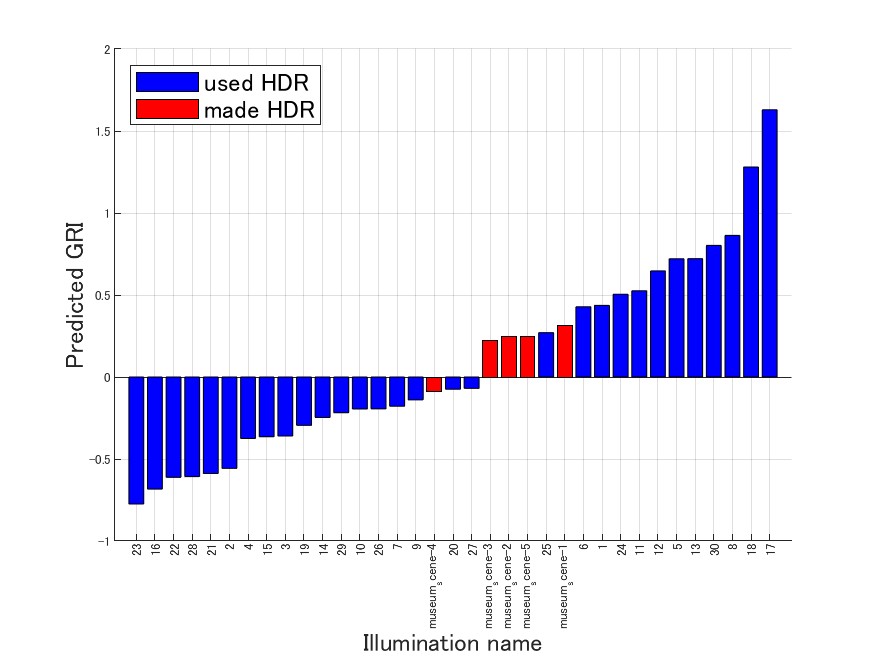 2
used HDR
made HDR
1.5
1
0.5
0
-0.5
-1
Predicted GRI
23 16 22 28 21 2 4 15 3 19 14 29 10 26 7 9 museum_scene-4 20 27 museum_scene-3 museum_scene-2 museum_scene-5 25 museum_scene-1 6 1 24 11 12 5 13 30 8 18 17
Illumination name